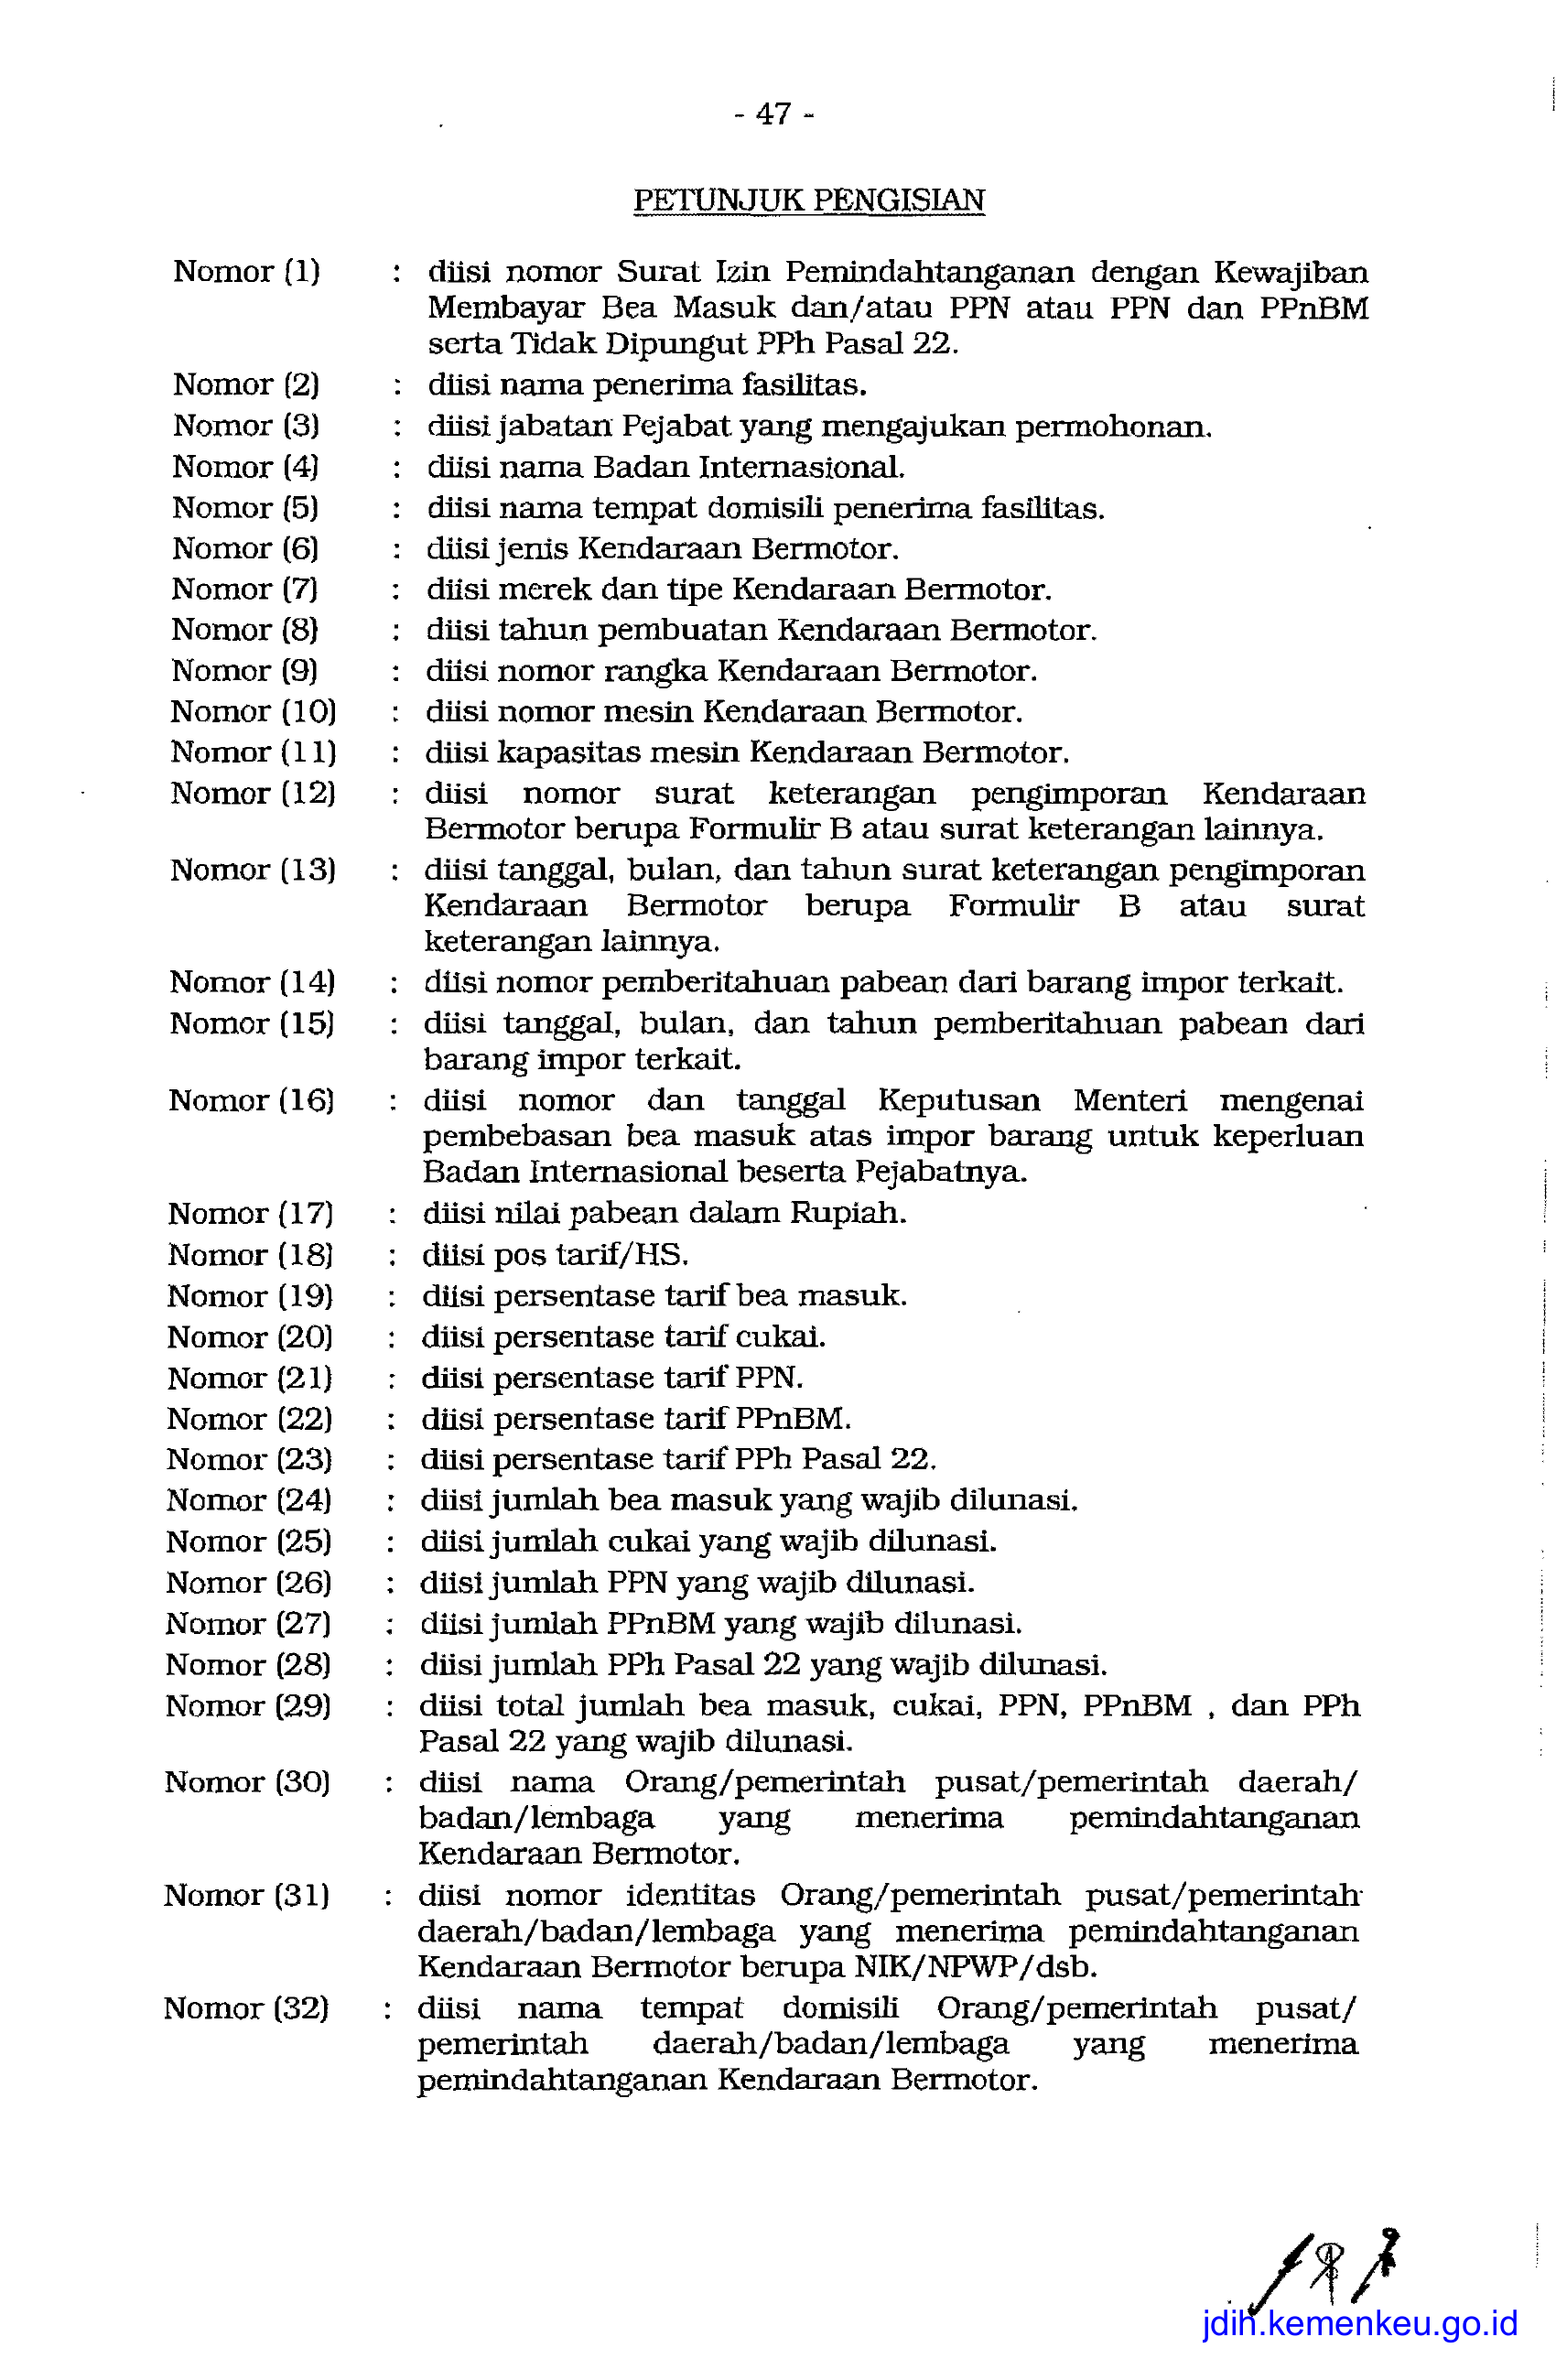 - 47 -
PETUNJUK PENGISIAN
Nomor (1) : diisi nomor Surat Izin Pemindahtanganan dengan Kewajiban
Membayar Bea Masuk dan/atau PPN atau PPN dan PPnBM
serta Tidak Dipungut PPh Pasal 22.
Nomor (2) : diisi nama penerima fasilitas.
Nomor (3) : diisi jabatan Pejabat yang mengajukan permohonan.
Nomor (4) : diisi nama Badan Internasional.
Nomor (5) : diisi nama tempat domisili penerima fasilitas.
Nomor (6) : diisi jenis Kendaraan Bermotor.
Nomor (7) : diisi merek dan tipe Kendaraan Bermotor.
Nomor (8) : diisi tahun pembuatan Kendaraan Bermotor.
Nomor (9) : diisi nomor rangka Kendaraan Bermotor.
Nomor (10) : diisi nomor mesin Kendaraan Bermotor.
Nomor (11) : diisi kapasitas mesin Kendaraan Bermotor.
Nomor (12) : diisi nomor surat keterangan pengimporan Kendaraan
Bermotor berupa Formulir B atau surat keterangan lainnya.
Nomor (13) : diisi tanggal, bulan, dan tahun surat keterangan pengimporan
Kendaraan Bermotor berupa Formulir B atau surat
keterangan lainnya.
Nomor (14) : diisi nomor pemberitahuan pabean dari barang impor terkait.
Nomor (15) : diisi tanggal, bulan, dan tahun pemberitahuan pabean dari
barang impor terkait.
Nomor (16) : diisi nomor dan tanggal Keputusan Menteri mengenai
pembebasan bea masuk atas impor barang untuk keperluan
Badan Internasional beserta Pejabatnya.
Nomor (17) : diisi nilai pabean dalam Rupiah.
Nomor (18) : diisi pos tarif/HS.
Nomor (19) : diisi persentase tarif bea masuk.
Nomor (20) : diisi persentase tarif cukai.
Nomor (21) : diisi persentase tarif PPN.
Nomor (22) : diisi persentase tarif PPnBM.
Nomor (23) : diisi persentase tarif PPh Pasal 22.
Nomor (24) : diisi jumlah bea masuk yang wajib dilunasi.
Nomor (25) : diisi jumlah cukai yang wajib dilunasi.
Nomor (26) : diisi jumlah PPN yang wajib dilunasi.
Nomor (27) : diisi jumlah PPnBM yang wajib dilunasi.
Nomor (28) : diisi jumlah PPh Pasal 22 yang wajib dilunasi.
Nomor (29) : diisi total jumlah bea masuk, cukai, PPN, PPnBM , dan PPh
Pasal 22 yang wajib dilunasi.
Nomor (30) : diisi nama Orang/pemerintah pusat/pemerintah daerah/
badan/lembaga yang menerima pemindahtanganan
Kendaraan Bermotor.
Nomor (31) : diisi nomor identitas Orang/pemerintah pusat/pemerintah
daerah/badan/lembaga yang menerima pemindahtanganan
Kendaraan Bermotor berupa NIK/NPWP/dsb.
Nomor (32) : diisi nama tempat domisili Orang/pemerintah pusat/
pemerintah daerah/badan/lembaga yang menerima
pemindahtanganan Kendaraan Bermotor.
jdih.kemenkeu.go.id